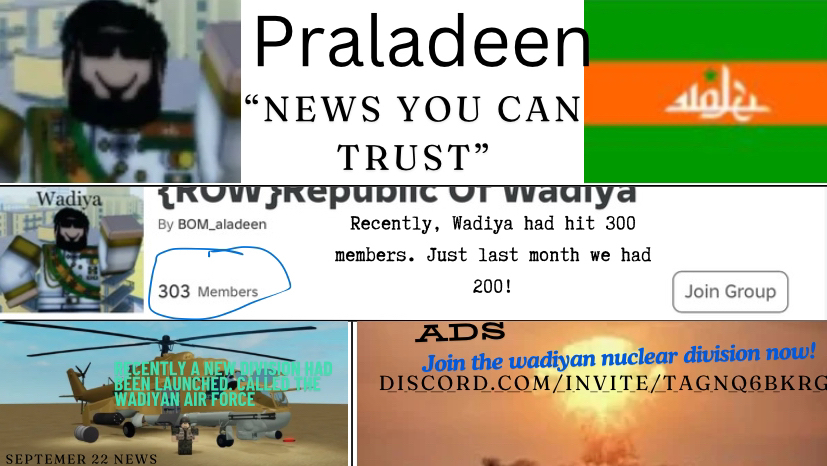 Praladeen
“NEWS YOU CAN
TRUST”
Wadiya
{ROW}Republic Of Wadiya
By BOM_aladeen
303 Members
Recently, Wadiya had hit 300
members. Just last month we had
200!
Join Group
RECENTLY A NEW DIVISION HAD
BEEN LAUNCHED, CALLED THE
WADIYAN AIR FORCE
SEPTEMER 22 NEWS
ADS
Join the wadiyan nuclear division now!
DISCORD.COM/INVITE/TAGNQ6BKRG